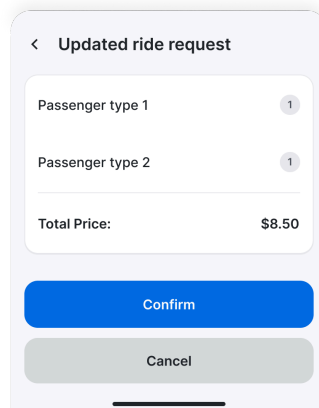 Updated ride request
Passenger type 1 1
Passenger type 2 1
Total Price: $8.50
Confirm
Cancel